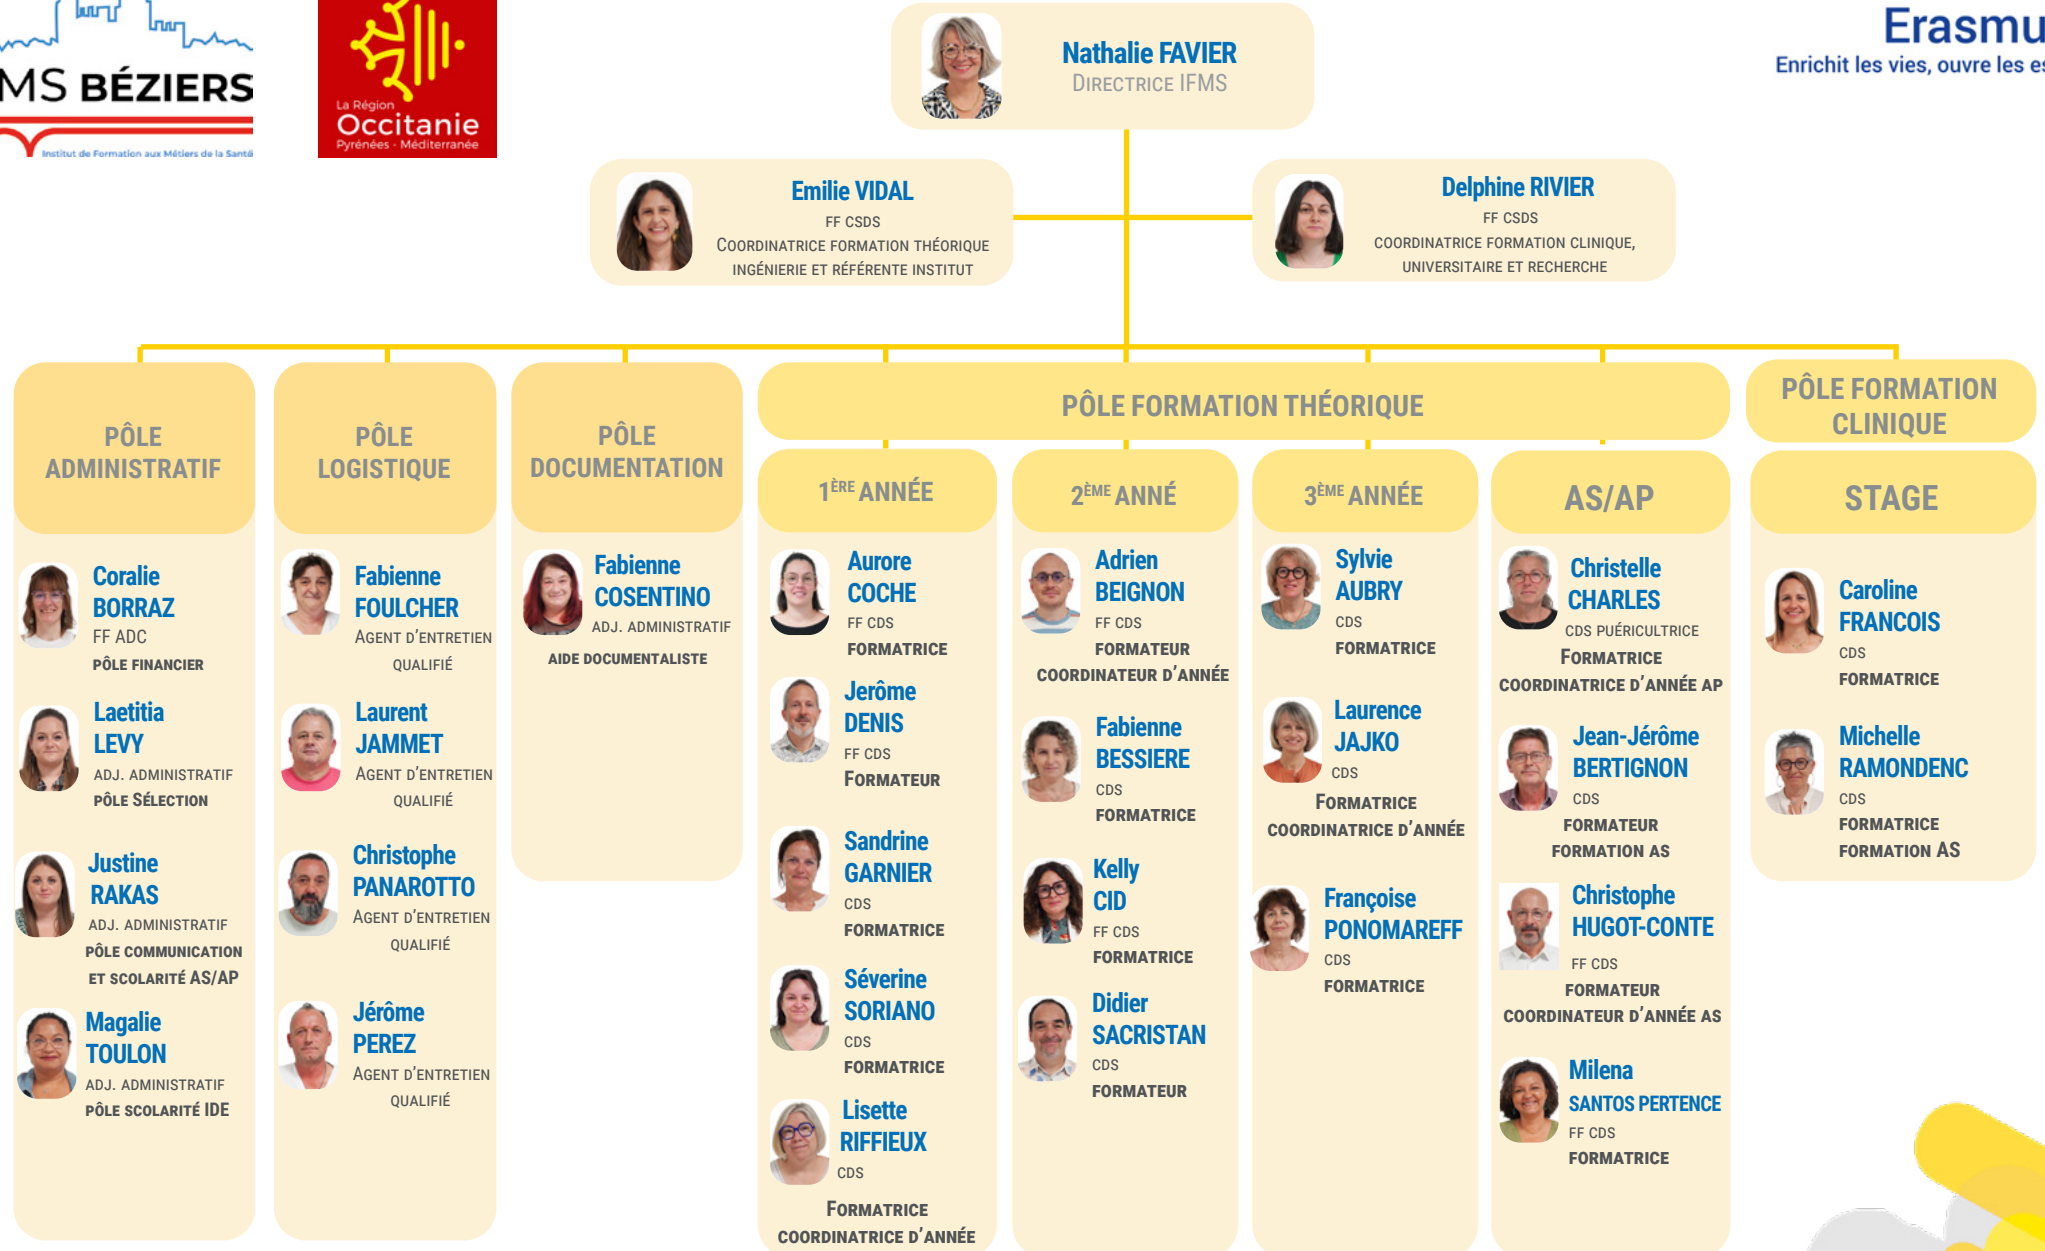 MS BÉZIERS
Institut de Formation aux Métiers de la Santé
La Région
Occitanie
Pyrénées - Méditerranée
Nathalie FAVIER
DIRECTRICE IFMS
Erasmu
Enrichit les vies, ouvre les es
Emilie VIDAL
FF CSDS
COORDINATRICE FORMATION THÉORIQUE
INGÉNIERIE ET RÉFÉRENTE INSTITUT
Delphine RIVIER
FF CSDS
COORDINATRICE FORMATION CLINIQUE,
UNIVERSITAIRE ET RECHERCHE
PÔLE
ADMINISTRATIF
Coralie
BORRAZ
FF ADC
PÔLE FINANCIER
Laetitia
LEVY
ADJ. ADMINISTRATIF
PÔLE SÉLECTION
Justine
RAKAS
ADJ. ADMINISTRATIF
PÔLE COMMUNICATION
ET SCOLARITÉ AS/AP
Magalie
TOULON
ADJ. ADMINISTRATIF
PÔLE SCOLARITÉ IDE
PÔLE
LOGISTIQUE
Fabienne
FOULCHER
AGENT D'ENTRETIEN
QUALIFIÉ
Laurent
JAMMET
AGENT D'ENTRETIEN
QUALIFIÉ
Christophe
PANAROTTO
AGENT D'ENTRETIEN
QUALIFIÉ
Jérôme
PEREZ
AGENT D'ENTRETIEN
QUALIFIÉ
PÔLE
DOCUMENTATION
Fabienne
COSENTINO
ADJ. ADMINISTRATIF
AIDE DOCUMENTALISTE
PÔLE FORMATION THÉORIQUE
1ÈRE ANNÉE
Aurore
COCHE
FF CDS
FORMATRICE
Jerôme
DENIS
FF CDS
FORMATEUR
Sandrine
GARNIER
CDS
FORMATRICE
Séverine
SORIANO
CDS
FORMATRICE
Lisette
RIFFIEUX
CDS
FORMATRICE
COORDINATRICE D'ANNÉE
2ÈME ANNÉ
Adrien
BEIGNON
FF CDS
FORMATEUR
COORDINATEUR D'ANNÉE
Fabienne
BESSIERE
CDS
FORMATRICE
Kelly
CID
FF CDS
FORMATRICE
Didier
SACRISTAN
CDS
FORMATEUR
3ÈME ANNÉE
Sylvie
AUBRY
CDS
FORMATRICE
Laurence
JAJKO
CDS
FORMATRICE
COORDINATRICE D'ANNÉE
Françoise
PONOMAREFF
CDS
FORMATRICE
AS/AP
Christelle
CHARLES
CDS PUÉRICULTRICE
FORMATRICE
COORDINATRICE D'ANNÉE AP
Jean-Jérôme
BERTIGNON
CDS
FORMATEUR
FORMATION AS
Christophe
HUGOT-CONTE
FF CDS
FORMATEUR
COORDINATEUR D'ANNÉE AS
Milena
SANTOS PERTENCE
FF CDS
FORMATRICE
PÔLE FORMATION
CLINIQUE
STAGE
Caroline
FRANCOIS
CDS
FORMATRICE
Michelle
RAMONDENC
CDS
FORMATRICE
FORMATION AS